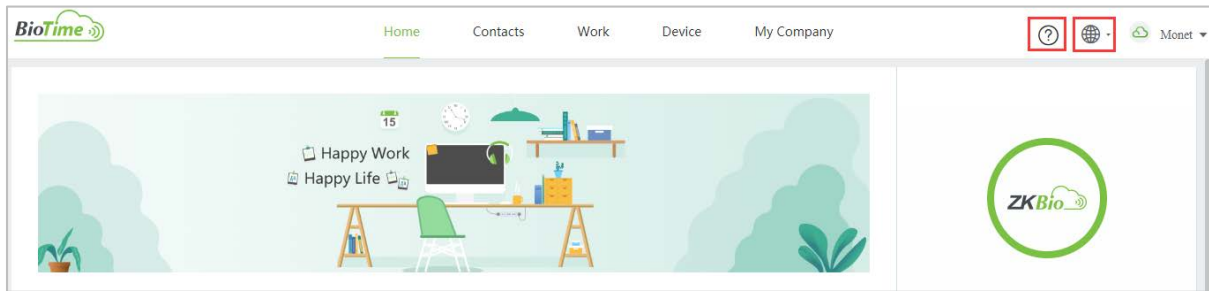 BioTime
Home Contacts Work Device My Company
? Monet
15
Happy Work
Happy Life
ZKBio